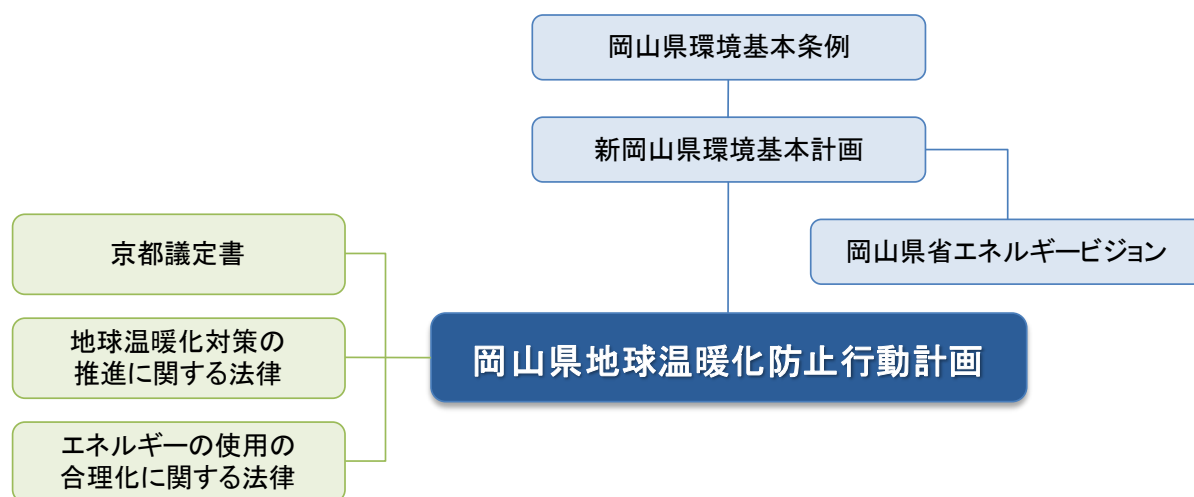 岡山県環境基本条例
新岡山県環境基本計画
岡山県省エネルギービジョン
京都議定書
地球温暖化対策の
推進に関する法律
エネルギーの使用の
合理化に関する法律
岡山県地球温暖化防止行動計画